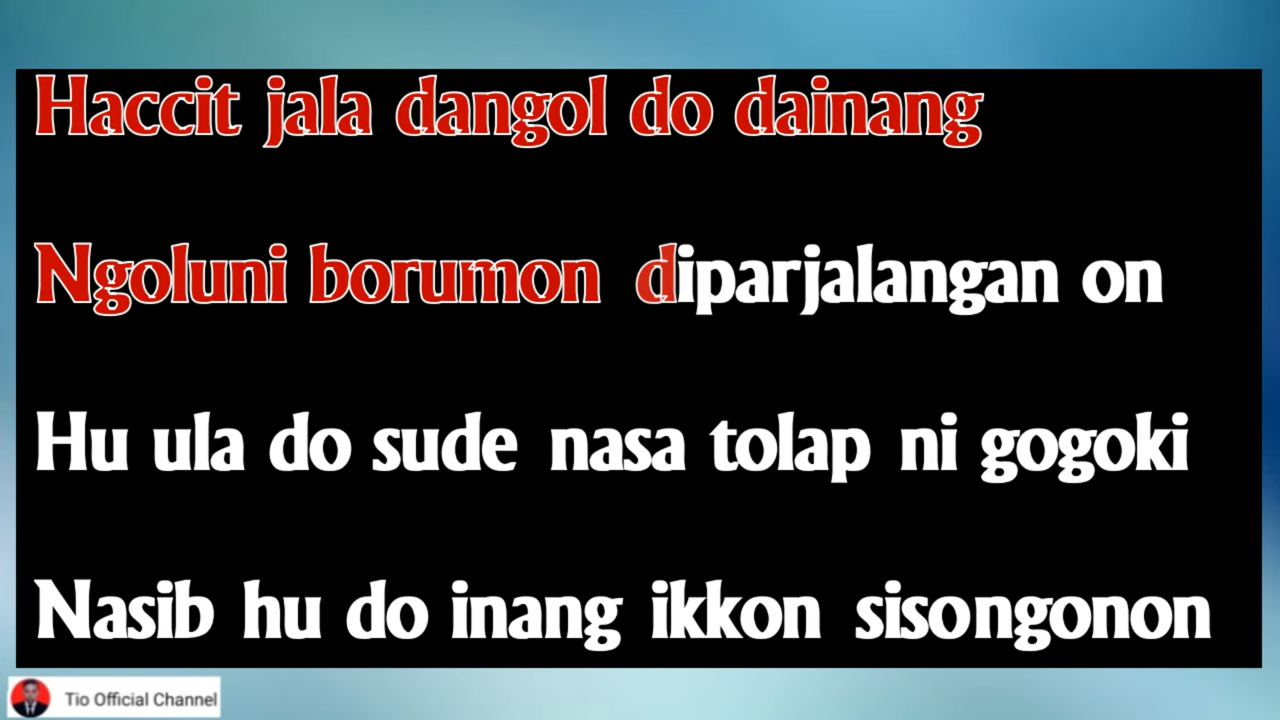 Haccit jala dangol do dainang
Ngoluni borumon diparjalangan on
Hu ula do sude nasa tolap ni gogoki
Nasib hu do inang ikkon sisongonon
Tio Official Channel